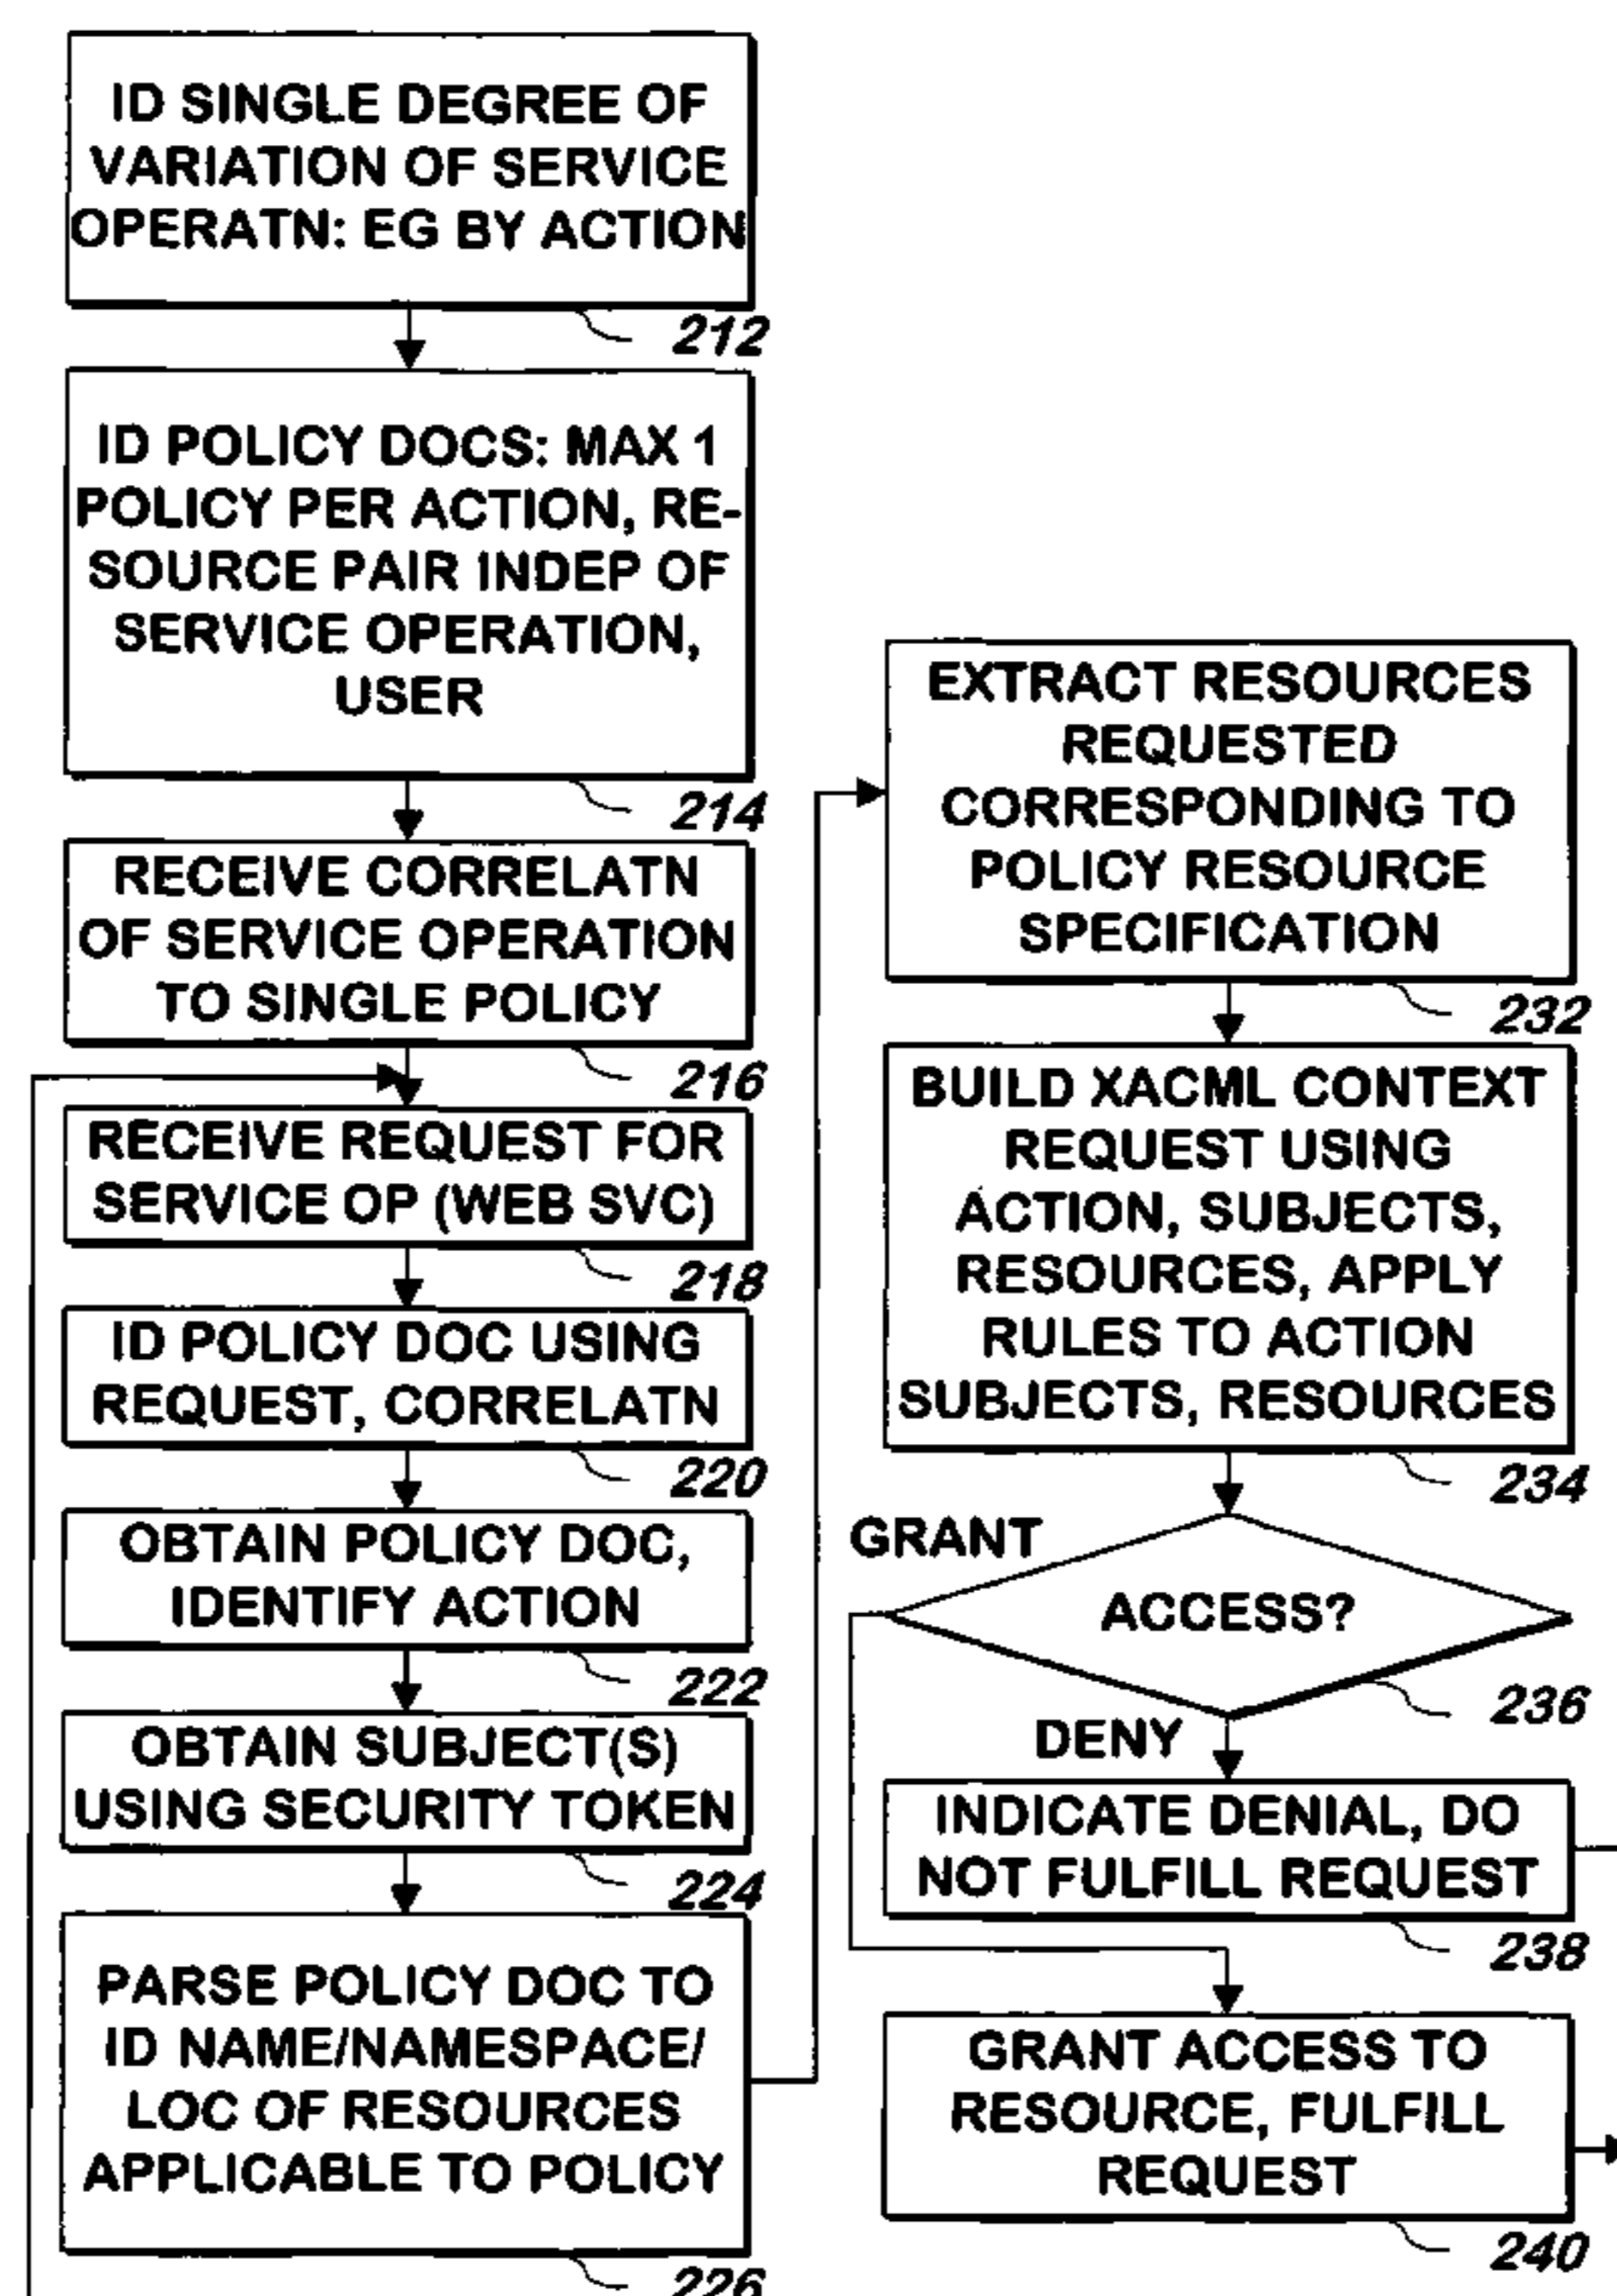 ID SINGLE DEGREE OF
VARIATION OF SERVICE
OPERATN: EG BY ACTION
212
ID POLICY DOCS: MAX 1
POLICY PER ACTION, RE-
SOURCE PAIR INDEP OF
SERVICE OPERATION,
USER
214
RECEIVE CORRELATN
OF SERVICE OPERATION
TO SINGLE POLICY
216
RECEIVE REQUEST FOR
SERVICE OP (WEB SVC)
218
ID POLICY DOC USING
REQUEST, CORRELATN
220
OBTAIN POLICY DOC,
IDENTIFY ACTION
222
OBTAIN SUBJECT(S)
USING SECURITY TOKEN
224
PARSE POLICY DOC TO
ID NAME/NAMESPACE/
LOC OF RESOURCES
APPLICABLE TO POLICY
226
EXTRACT RESOURCES
REQUESTED
CORRESPONDING TO
POLICY RESOURCE
SPECIFICATION
232
BUILD XACML CONTEXT
REQUEST USING
ACTION, SUBJECTS,
RESOURCES, APPLY
RULES TO ACTION
SUBJECTS, RESOURCES
234
GRANT
ACCESS?
236
DENY
INDICATE DENIAL, DO
NOT FULFILL REQUEST
238
GRANT ACCESS TO
RESOURCE, FULFILL
REQUEST
240